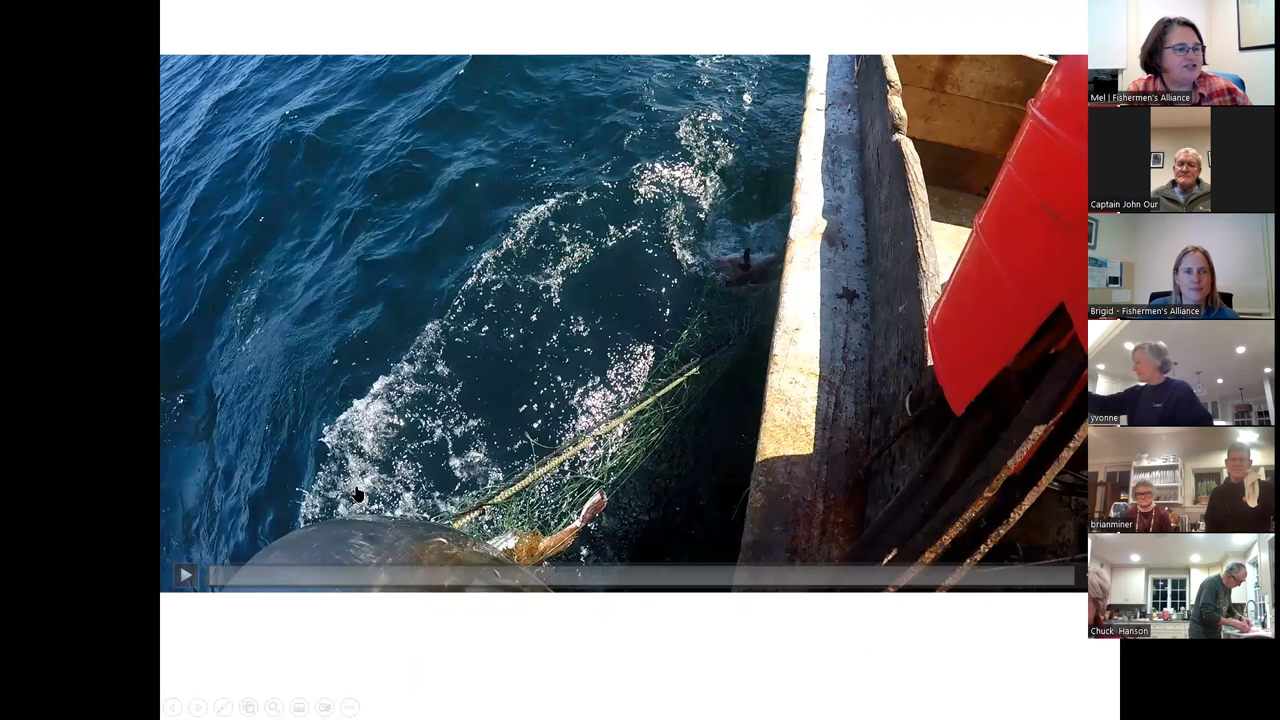 Mel | Fishermen's Alliance
Captain John Our
Brigid - Fishermen's Alliance
yvonne
brianminer
Chuck Hanson